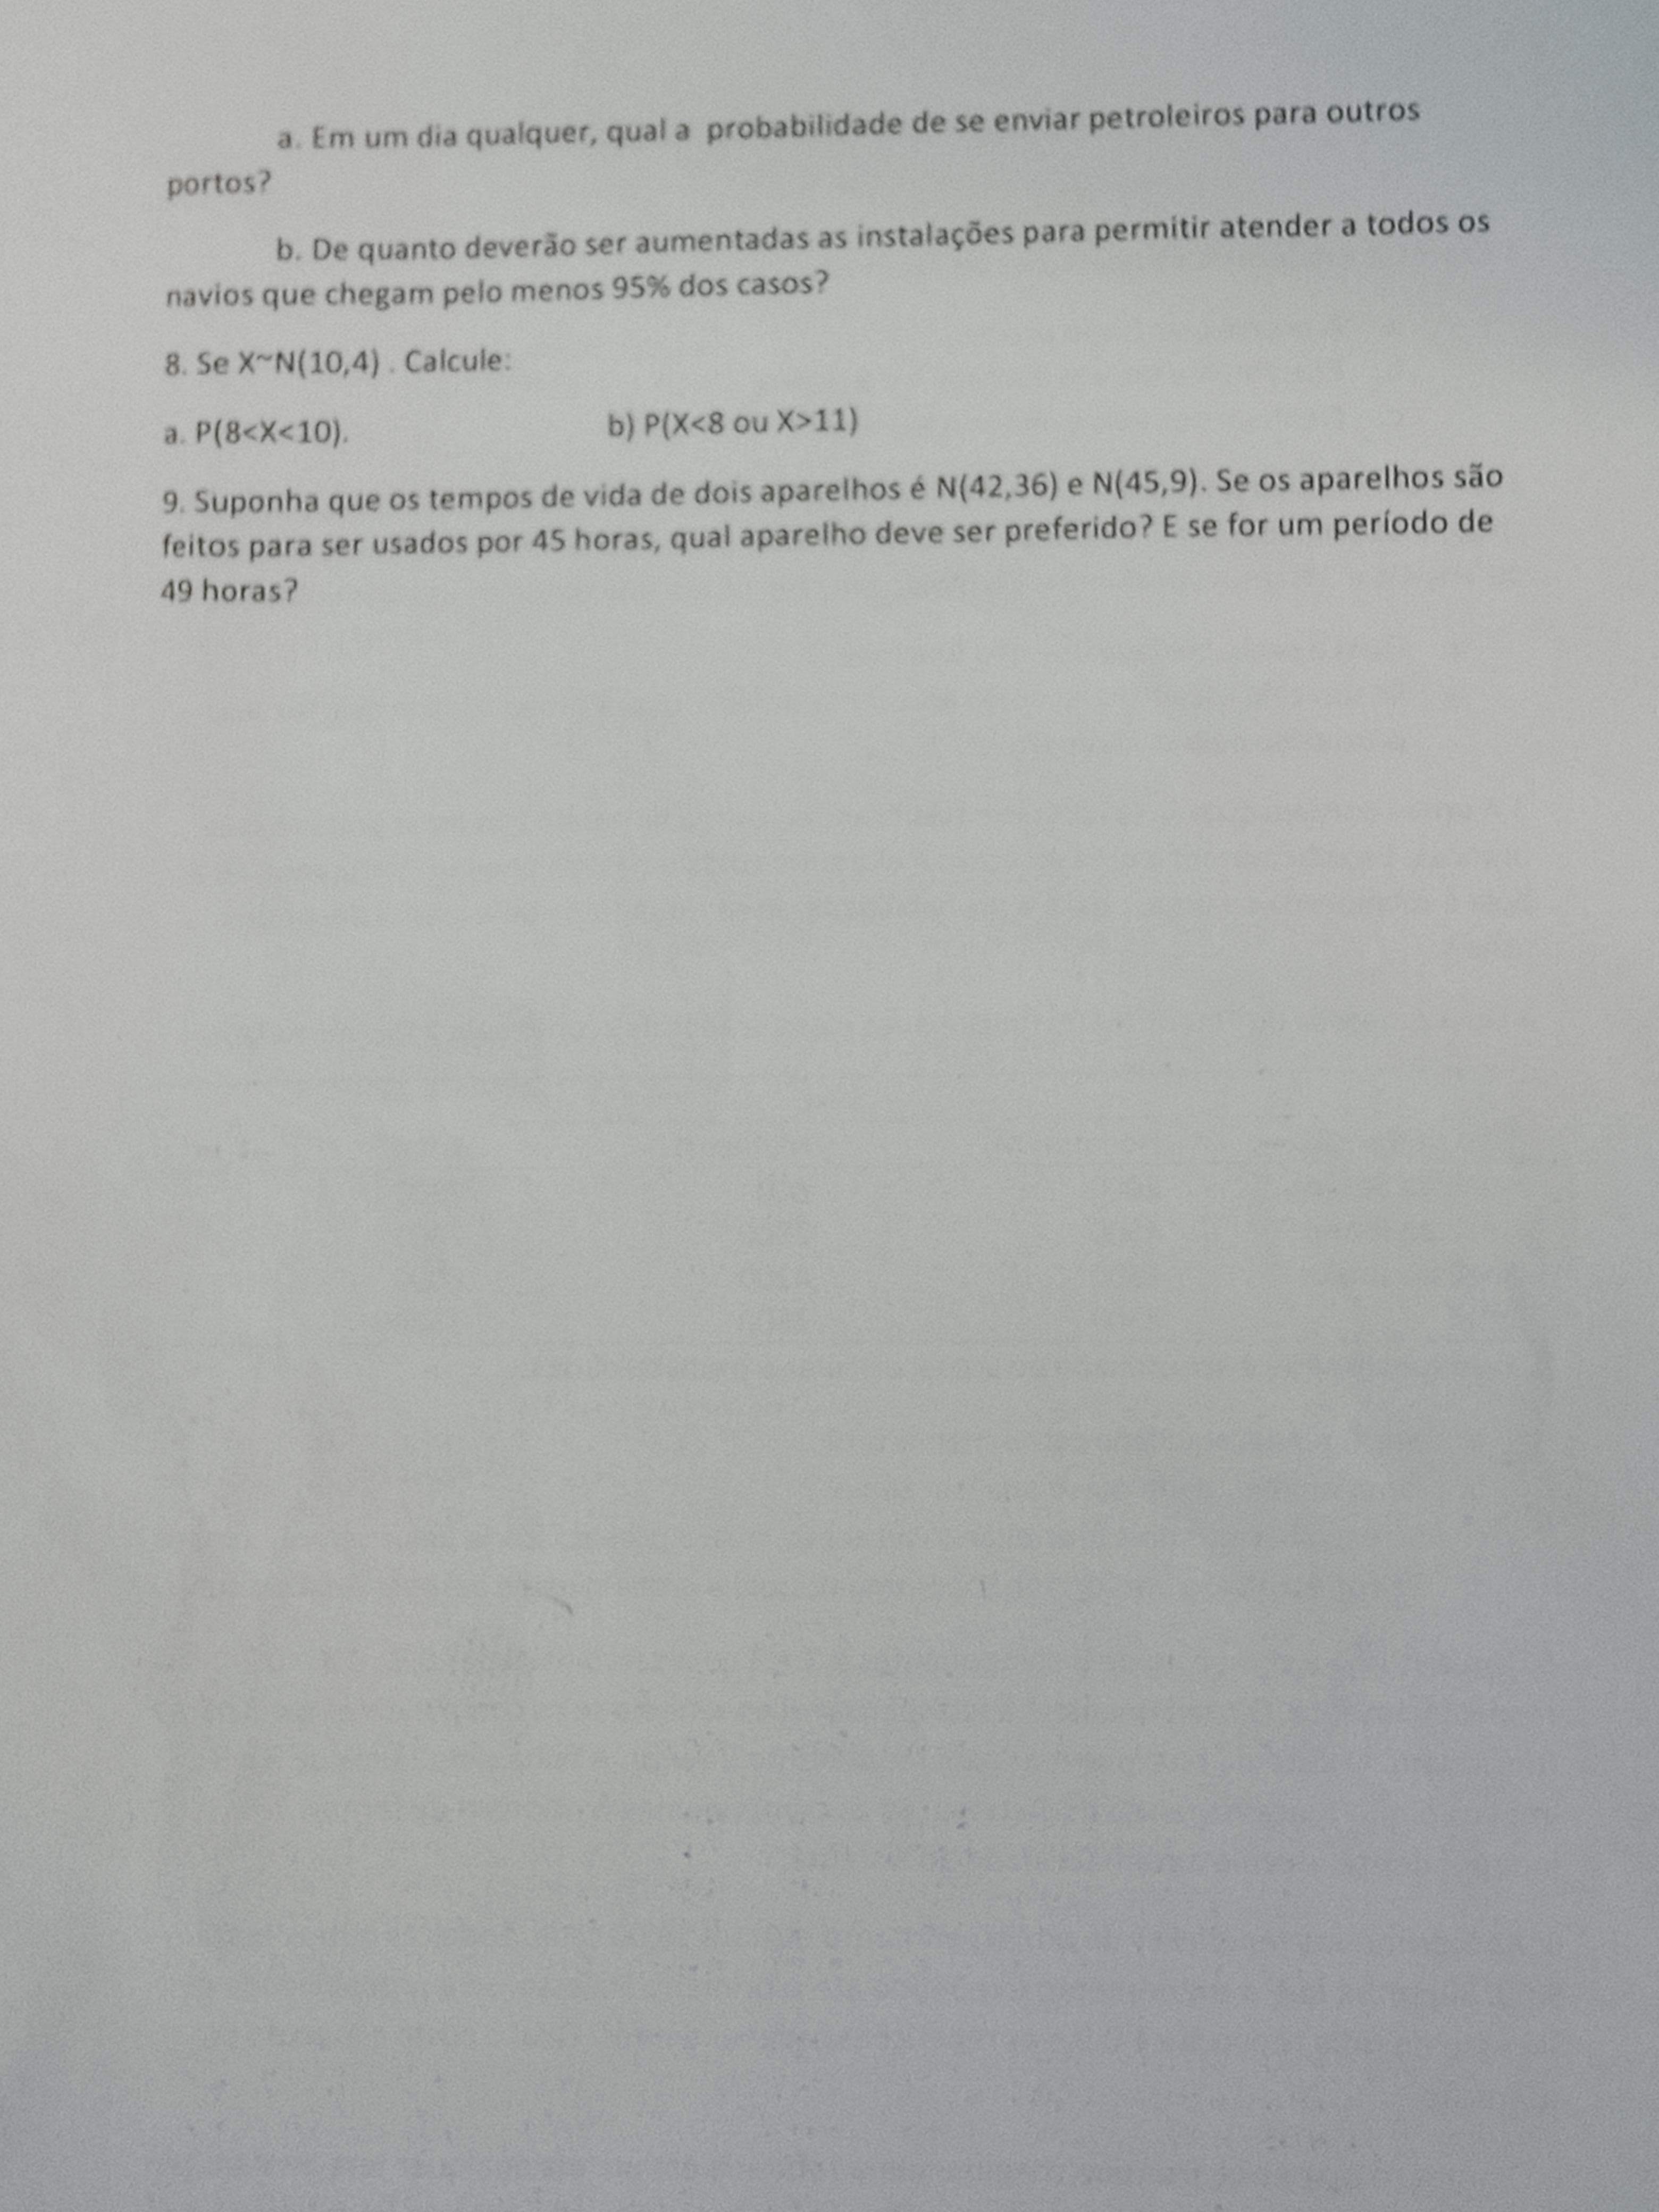 a. Em um dia qualquer, qual a probabilidade de se enviar petroleiros para outros
portos?
b. De quanto deverão ser aumentadas as instalações para permitir atender a todos os
navios que chegam pelo menos 95% dos casos?
8. Se X~N(10,4) . Calcule:
a. P(8<X<10). b) P(X<8 ou X>11)
9. Suponha que os tempos de vida de dois aparelhos é N(42,36) e N(45,9). Se os aparelhos são
feitos para ser usados por 45 horas, qual aparelho deve ser preferido? E se for um período de
49 horas?